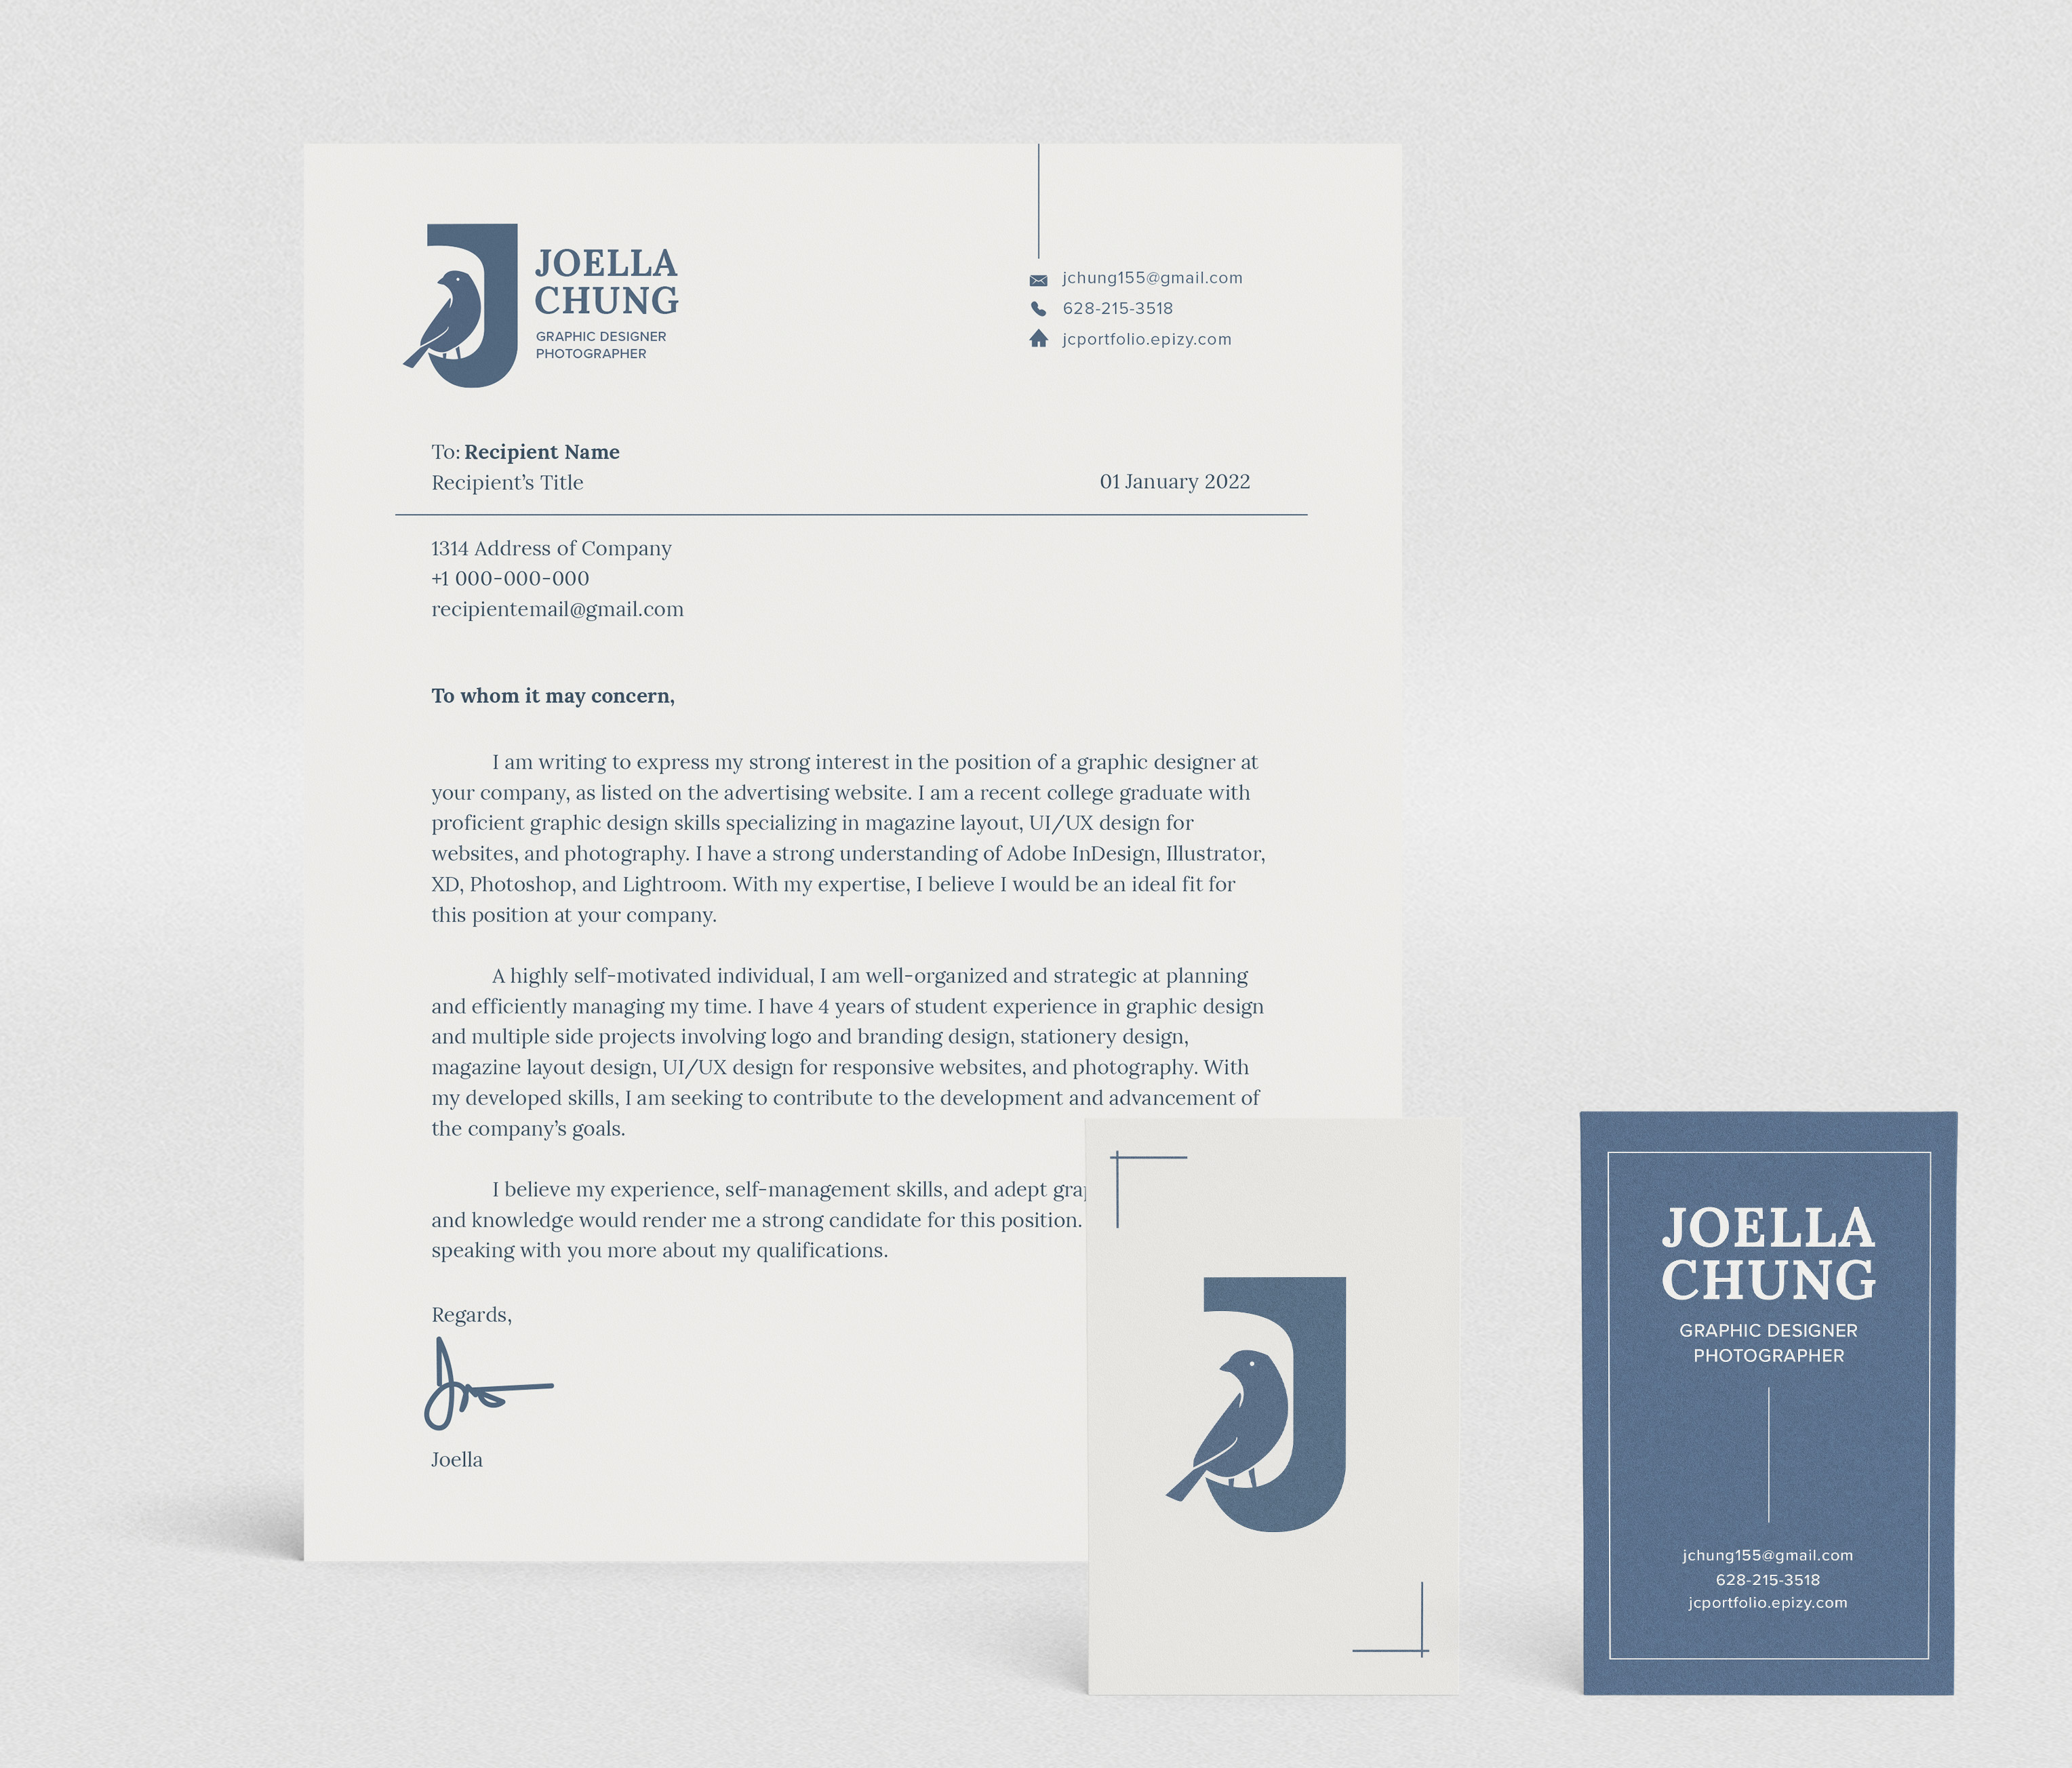 JOELLA
CHUNG
GRAPHIC DESIGNER
PHOTOGRAPHER
jchung155@gmail.com
628-215-3518
jcportfolio.epizy.com
To: Recipient Name
Recipient's Title
01 January 2022
1314 Address of Company
+1 000-000-000
recipientemail@gmail.com
To whom it may concern,
I am writing to express my strong interest in the position of a graphic designer at
your company, as listed on the advertising website. I am a recent college graduate with
proficient graphic design skills specializing in magazine layout, UI/UX design for
websites, and photography. I have a strong understanding of Adobe InDesign, Illustrator,
XD, Photoshop, and Lightroom. With my expertise, I believe I would be an ideal fit for
this position at your company.
A highly self-motivated individual, I am well-organized and strategic at planning
and efficiently managing my time. I have 4 years of student experience in graphic design
and multiple side projects involving logo and branding design, stationery design,
magazine layout design, UI/UX design for responsive websites, and photography. With
my developed skills, I am seeking to contribute to the development and advancement of
the company's goals.
I believe my experience, self-management skills, and adept
and knowledge would render me a strong candidate for this position.
speaking with you more about my qualifications.
Regards,
Joella
J
JOELLA
CHUNG
GRAPHIC DESIGNER
PHOTOGRAPHER
jchung155@gmail.com
628-215-3518
jcportfolio.epizy.com